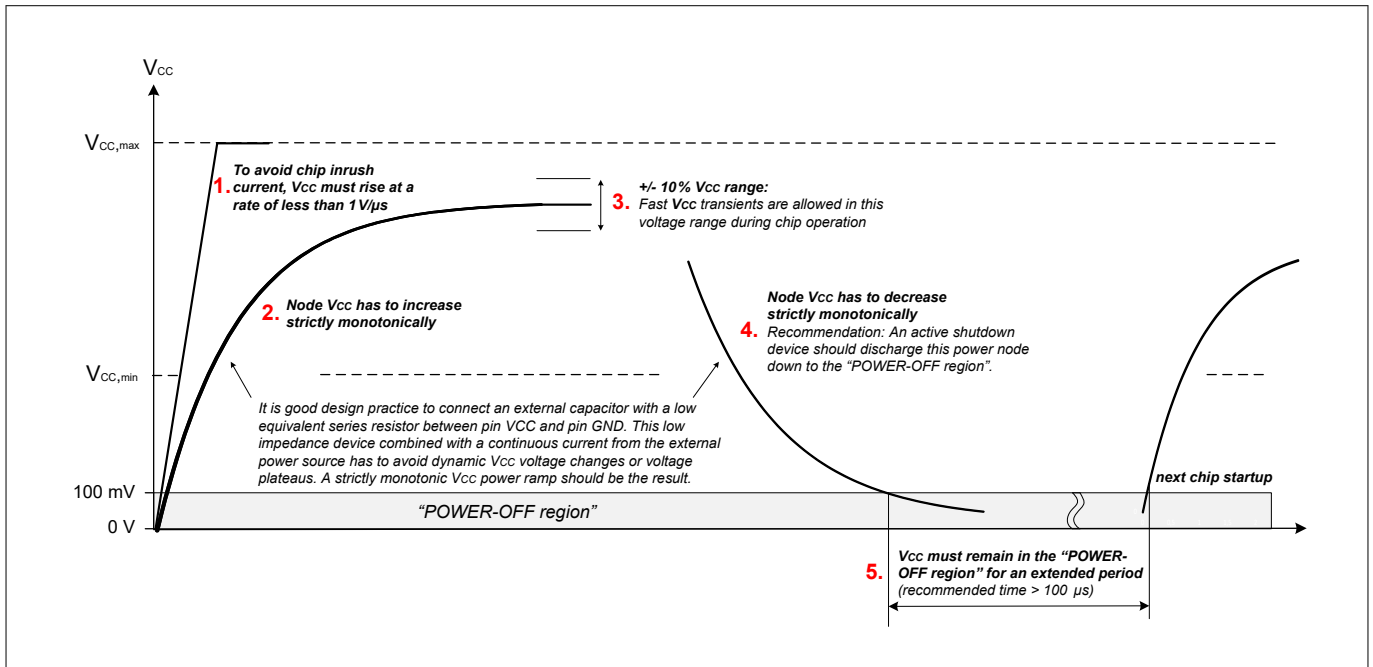 VCC
VCC,max
1. To avoid chip inrush
current, VCC must rise at a
rate of less than 1V/µs
3. +/- 10% VCC range:
Fast VCC transients are allowed in this
voltage range during chip operation
2. Node VCC has to increase
strictly monotonically
4. Node VCC has to decrease
strictly monotonically
Recommendation: An active shutdown
device should discharge this power node
down to the “POWER-OFF region”.
VCC,min
It is good design practice to connect an external capacitor with a low
equivalent series resistor between pin VCC and pin GND. This low
impedance device combined with a continuous current from the external
power source has to avoid dynamic VCC voltage changes or voltage
plateaus. A strictly monotonic VCC power ramp should be the result.
next chip startup
100 mV
“POWER-OFF region”
0 V
5. VCC must remain in the “POWER-
OFF region” for an extended period
(recommended time > 100 µs)